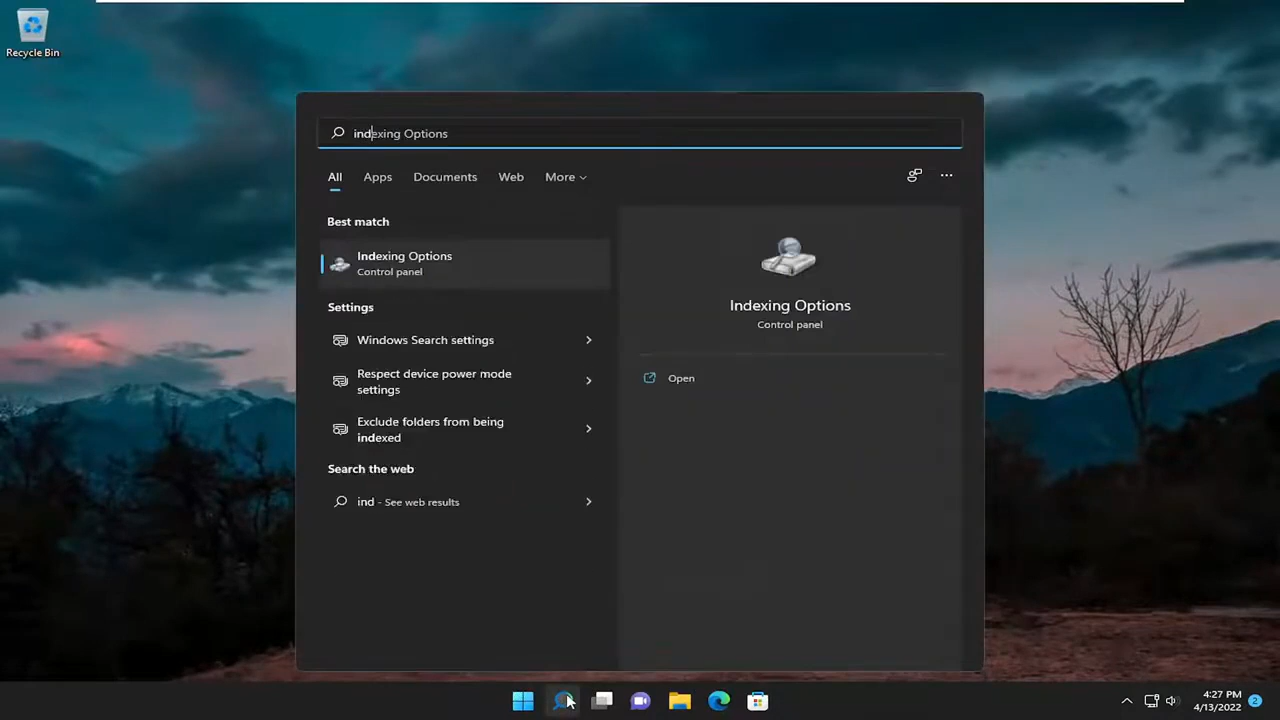 Recycle Bin
indexing Options
All Apps Documents Web More
Best match
Indexing Options
Control panel
Settings
Windows Search settings
Respect device power mode
settings
Exclude folders from being
indexed
Search the web
ind - See web results
Indexing Options
Control panel
Open
4:27 PM
4/13/2022
2